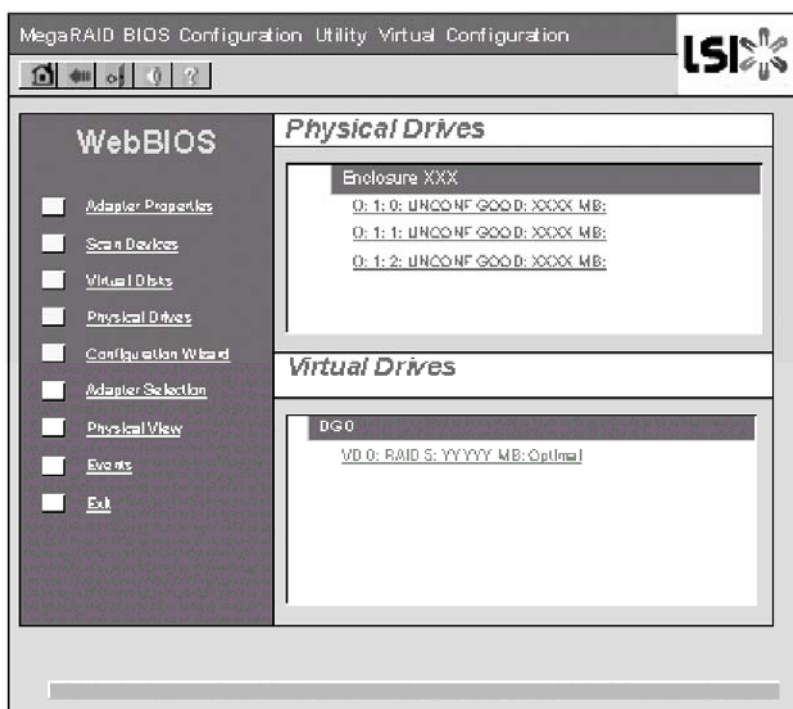 MegaRAID BIOS Configuration Utility Virtual Configuration
LSI
?
WebBIOS
Adapter Properties
Scan Devices
Virtual Disks
Physical Drives
Configuration Wizard
Adapter Selection
Physical View
Events
Exit
Physical Drives
Enclosure XXX
0: 1: 0: UNCONF GOOD: XXXX MB:
0: 1: 1: UNCONF GOOD: XXXX MB:
0: 1: 2: UNCONF GOOD: XXXX MB:
Virtual Drives
DG 0
VD 0: RAID 5: YYYYY MB: Optimal